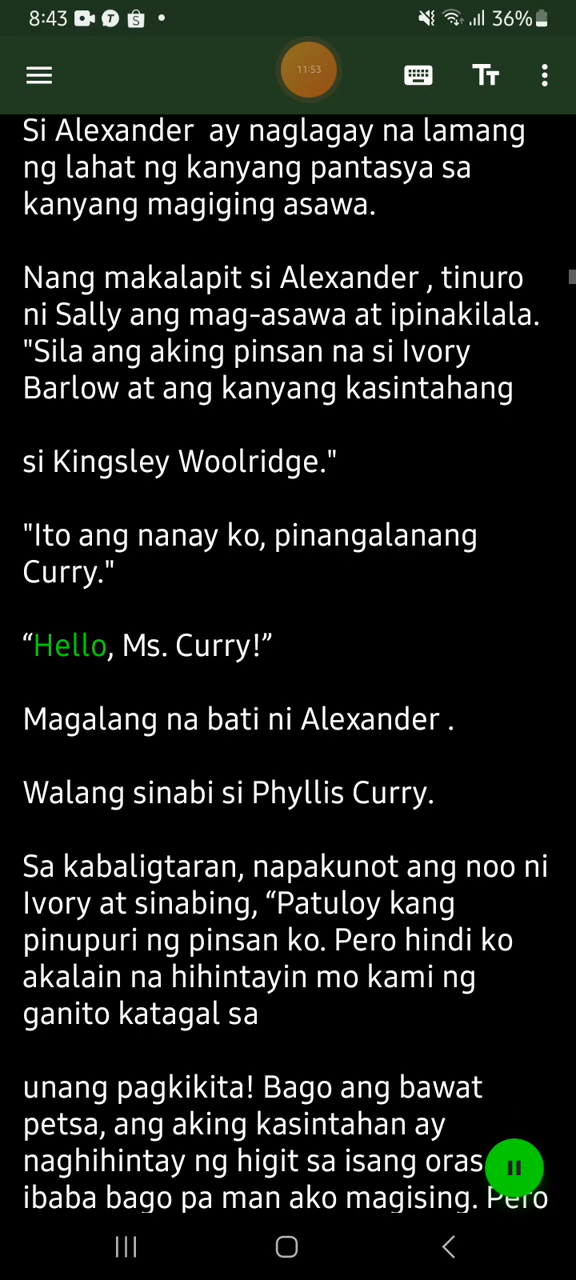 8:43
36%
11:53
Si Alexander  ay naglagay na lamang
ng lahat ng kanyang pantasya sa
kanyang magiging asawa.
Nang makalapit si Alexander , tinuro
ni Sally ang mag-asawa at ipinakilala.
"Sila ang aking pinsan na si Ivory
Barlow at ang kanyang kasintahang
si Kingsley Woolridge."
"Ito ang nanay ko, pinangalanang
Curry."
“Hello, Ms. Curry!”
Magalang na bati ni Alexander .
Walang sinabi si Phyllis Curry.
Sa kabaligtaran, napakunot ang noo ni
Ivory at sinabing, “Patuloy kang
pinupuri ng pinsan ko. Pero hindi ko
akalain na hihintayin mo kami ng
ganito katagal sa
unang pagkikita! Bago ang bawat
petsa, ang aking kasintahan ay
naghihintay ng higit sa isang oras
ibaba bago pa man ako magising. Pero